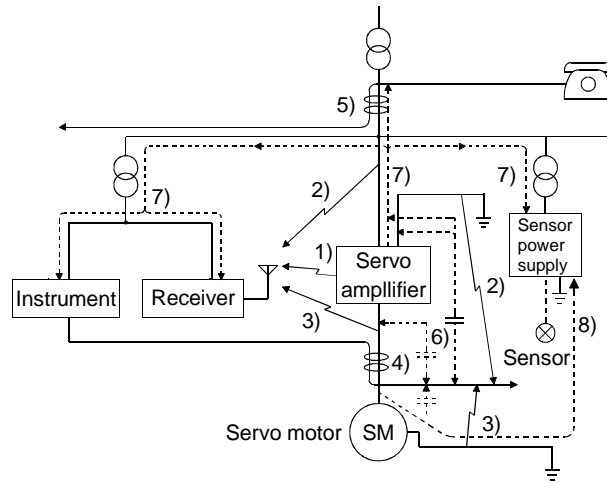 5)
7)
7)
7)
2)
1)
Sensor
power
supply
Servo
ampllifier
Instrument
Receiver
2)
3)
6)
8)
Sensor
4)
3)
Servo motor
SM